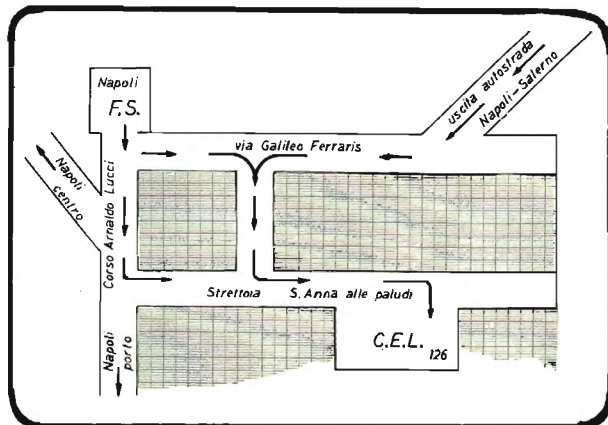 Napoli
F.S.
uscita autostrada
Napoli-Salerno
via Galileo Ferraris
Napoli
centro
Corso Arnaldo Lucci
Strettoia S. Anna alle paludi
Napoli
porto
C.E.L. 126